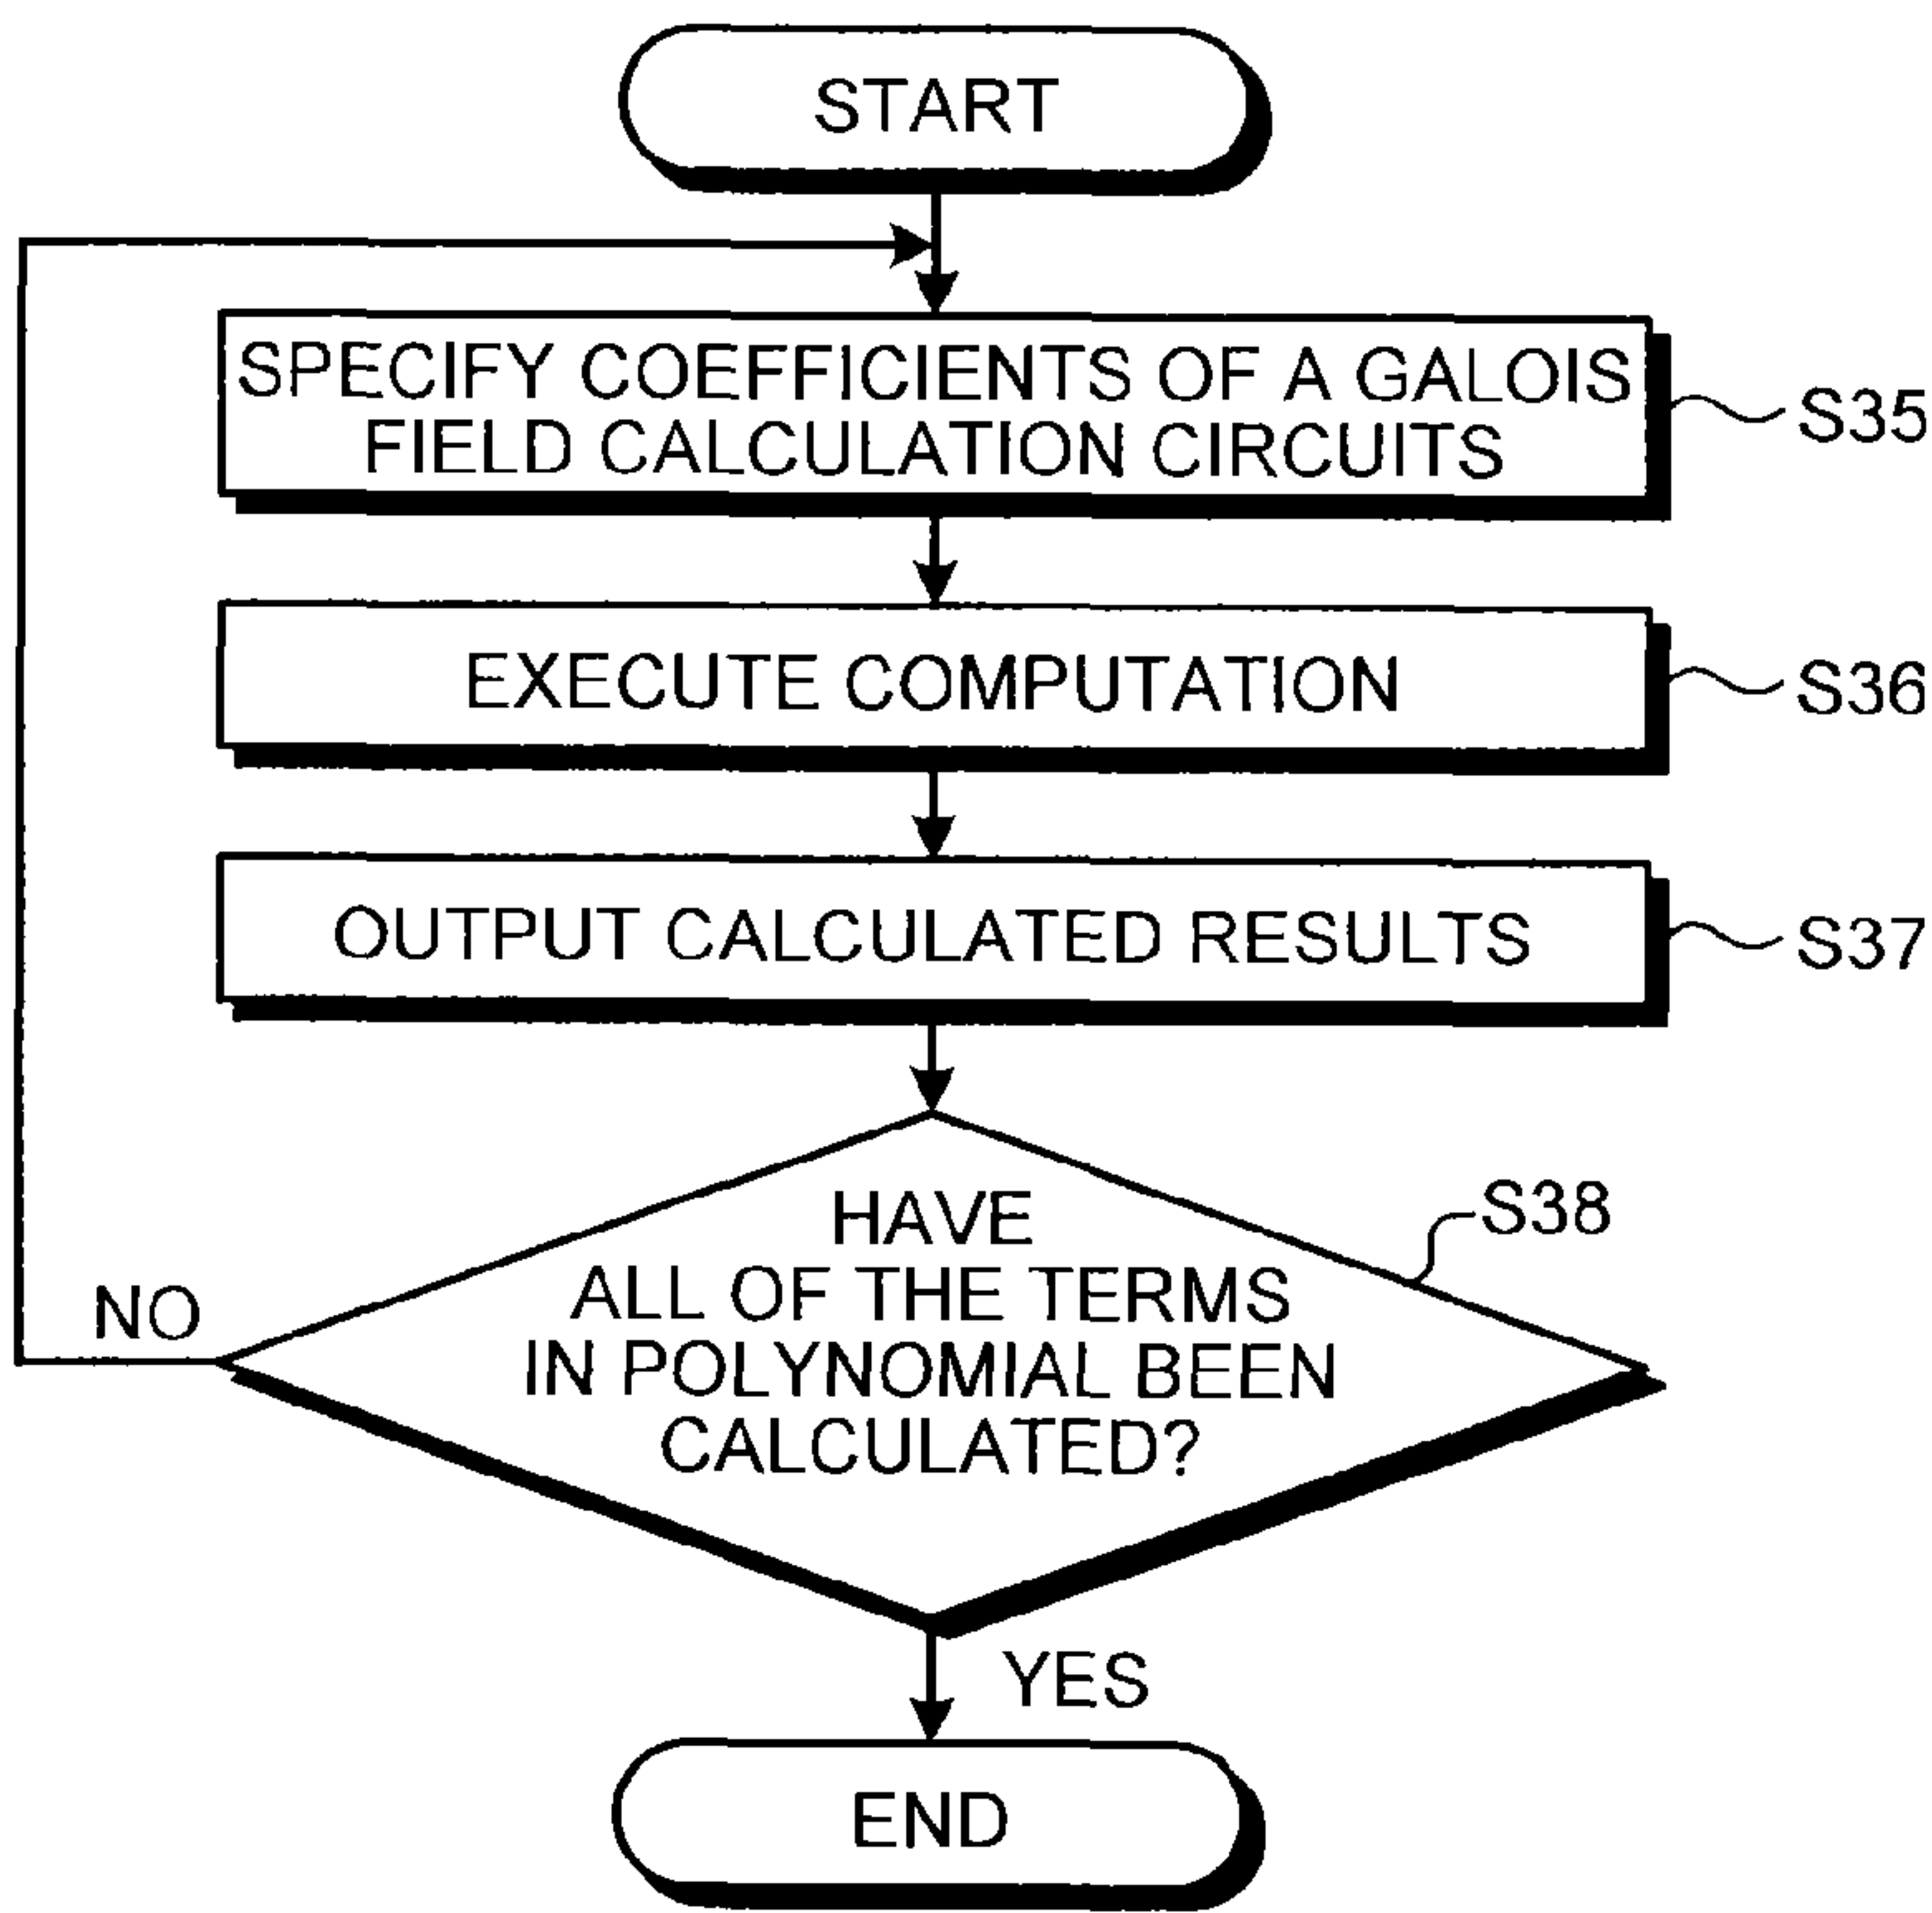 START
SPECIFY COEFFICIENTS OF A GALOIS
FIELD CALCULATION CIRCUITS
S35
EXECUTE COMPUTATION
S36
OUTPUT CALCULATED RESULTS
S37
HAVE
ALL OF THE TERMS
IN POLYNOMIAL BEEN
CALCULATED?
S38
NO
YES
END